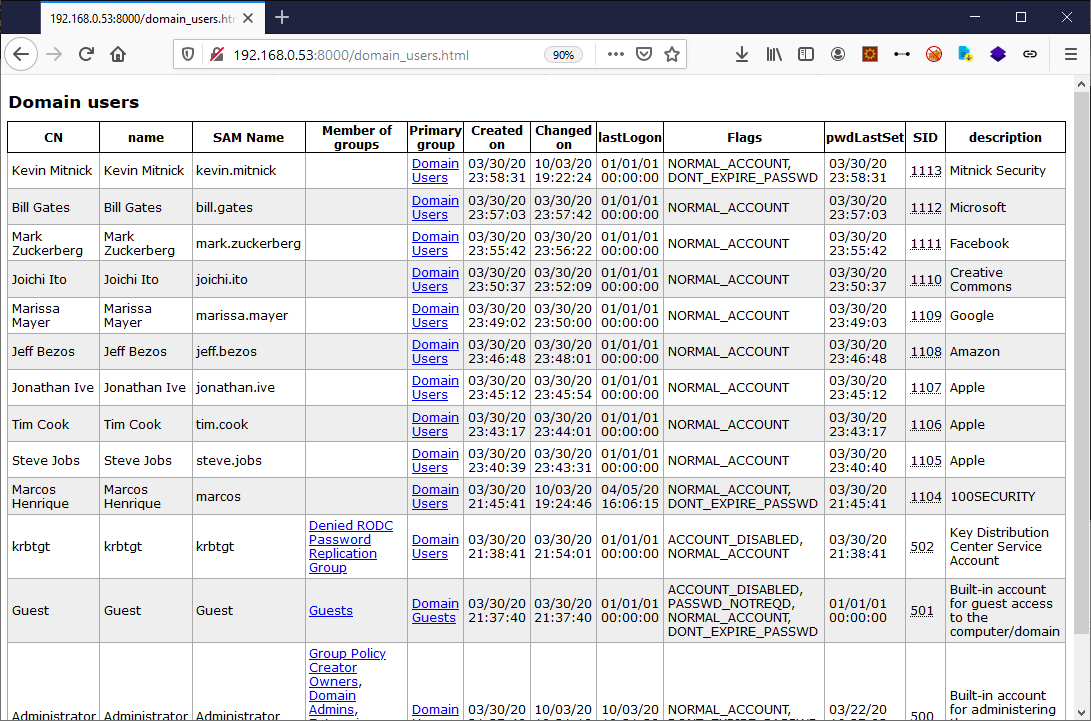 192.168.0.53:8000/domain_users.htm
192.168.0.53:8000/domain_users.html 90%
Domain users
CN name SAM Name Member of groups Primary group Created on Changed on lastLogon Flags pwdLastSet SID description
Kevin Mitnick Kevin Mitnick kevin.mitnick Domain Users 03/30/20 23:58:31 10/03/20 19:22:24 01/01/01 00:00:00 NORMAL_ACCOUNT, DONT_EXPIRE_PASSWD 03/30/20 23:58:31 1113 Mitnick Security
Bill Gates Bill Gates bill.gates Domain Users 03/30/20 23:57:03 03/30/20 23:57:42 01/01/01 00:00:00 NORMAL_ACCOUNT 03/30/20 23:57:03 1112 Microsoft
Mark Zuckerberg Mark Zuckerberg mark.zuckerberg Domain Users 03/30/20 23:55:42 03/30/20 23:56:22 01/01/01 00:00:00 NORMAL_ACCOUNT 03/30/20 23:55:42 1111 Facebook
Joichi Ito Joichi Ito joichi.ito Domain Users 03/30/20 23:50:37 03/30/20 23:52:09 01/01/01 00:00:00 NORMAL_ACCOUNT 03/30/20 23:50:37 1110 Creative Commons
Marissa Mayer Marissa Mayer marissa.mayer Domain Users 03/30/20 23:49:02 03/30/20 23:50:00 01/01/01 00:00:00 NORMAL_ACCOUNT 03/30/20 23:49:03 1109 Google
Jeff Bezos Jeff Bezos jeff.bezos Domain Users 03/30/20 23:46:48 03/30/20 23:48:01 01/01/01 00:00:00 NORMAL_ACCOUNT 03/30/20 23:46:48 1108 Amazon
Jonathan Ive Jonathan Ive jonathan.ive Domain Users 03/30/20 23:45:12 03/30/20 23:45:54 01/01/01 00:00:00 NORMAL_ACCOUNT 03/30/20 23:45:12 1107 Apple
Tim Cook Tim Cook tim.cook Domain Users 03/30/20 23:43:17 03/30/20 23:44:01 01/01/01 00:00:00 NORMAL_ACCOUNT 03/30/20 23:43:17 1106 Apple
Steve Jobs Steve Jobs steve.jobs Domain Users 03/30/20 23:40:39 03/30/20 23:43:31 01/01/01 00:00:00 NORMAL_ACCOUNT 03/30/20 23:40:40 1105 Apple
Marcos Henrique Marcos Henrique marcos Domain Users 03/30/20 21:45:41 10/03/20 19:24:46 04/05/20 16:06:15 NORMAL_ACCOUNT, DONT_EXPIRE_PASSWD 03/30/20 21:45:41 1104 100SECURITY
krbtgt krbtgt krbtgt Denied RODC Password Replication Group Domain Users 03/30/20 21:38:41 03/30/20 21:54:01 01/01/01 00:00:00 ACCOUNT_DISABLED, NORMAL_ACCOUNT 03/30/20 21:38:41 502 Key Distribution Center Service Account
Guest Guest Guest Guests Domain Guests 03/30/20 21:37:40 03/30/20 21:37:40 01/01/01 00:00:00 ACCOUNT_DISABLED, PASSWD_NOTREQD, NORMAL_ACCOUNT, DONT_EXPIRE_PASSWD 01/01/01 00:00:00 501 Built-in account for guest access to the computer/domain
Administrator Administrator Administrator Group Policy Creator Owners, Domain Admins, Domain 03/30/20 10/03/20 10/03/20 NORMAL_ACCOUNT, 03/22/20 500 Built-in account for administering